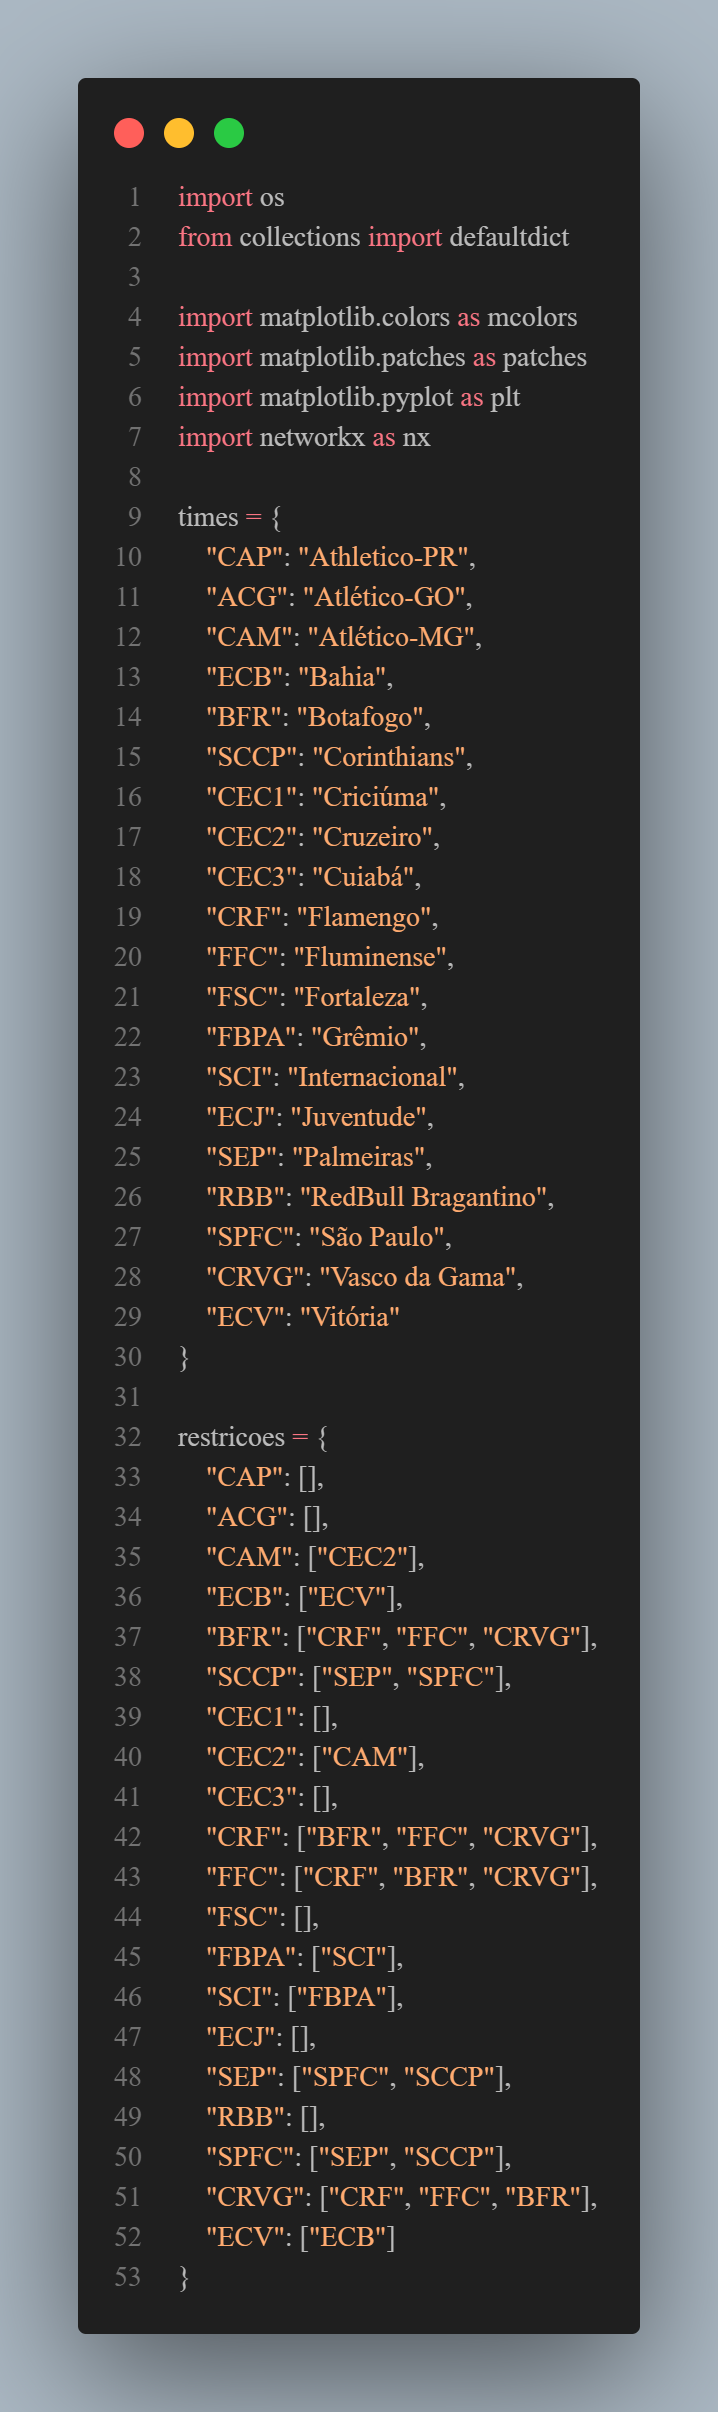 1 import os
2 from collections import defaultdict
3
4 import matplotlib.colors as mcolors
5 import matplotlib.patches as patches
6 import matplotlib.pyplot as plt
7 import networkx as nx
8
9 times = {
10     "CAP": "Athletico-PR",
11     "ACG": "Atlético-GO",
12     "CAM": "Atlético-MG",
13     "ECB": "Bahia",
14     "BFR": "Botafogo",
15     "SCCP": "Corinthians",
16     "CEC1": "Criciúma",
17     "CEC2": "Cruzeiro",
18     "CEC3": "Cuiabá",
19     "CRF": "Flamengo",
20     "FFC": "Fluminense",
21     "FSC": "Fortaleza",
22     "FBPA": "Grêmio",
23     "SCI": "Internacional",
24     "ECJ": "Juventude",
25     "SEP": "Palmeiras",
26     "RBB": "RedBull Bragantino",
27     "SPFC": "São Paulo",
28     "CRVG": "Vasco da Gama",
29     "ECV": "Vitória"
30 }
31
32 restricoes = {
33     "CAP": [],
34     "ACG": [],
35     "CAM": ["CEC2"],
36     "ECB": ["ECV"],
37     "BFR": ["CRF", "FFC", "CRVG"],
38     "SCCP": ["SEP", "SPFC"],
39     "CEC1": [],
40     "CEC2": ["CAM"],
41     "CEC3": [],
42     "CRF": ["BFR", "FFC", "CRVG"],
43     "FFC": ["CRF", "BFR", "CRVG"],
44     "FSC": [],
45     "FBPA": ["SCI"],
46     "SCI": ["FBPA"],
47     "ECJ": [],
48     "SEP": ["SPFC", "SCCP"],
49     "RBB": [],
50     "SPFC": ["SEP", "SCCP"],
51     "CRVG": ["CRF", "FFC", "BFR"],
52     "ECV": ["ECB"]
53 }